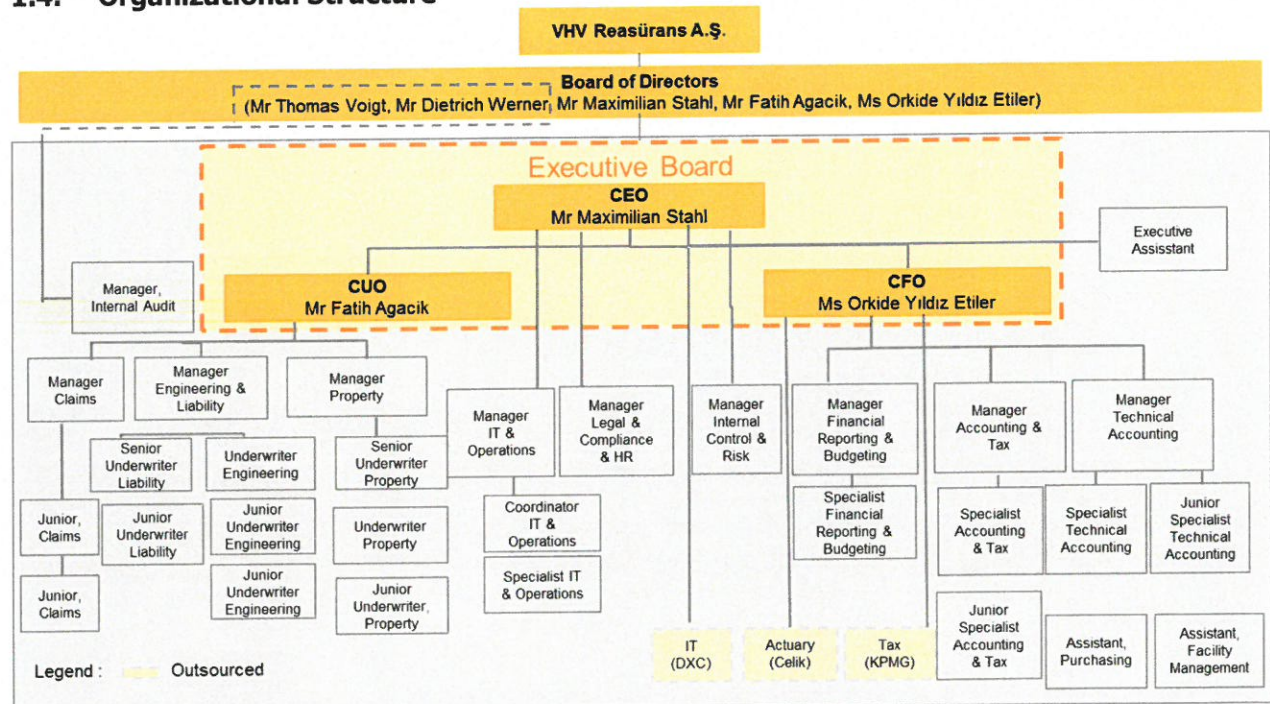 1.4. Organizational Structure
VHV Reasürans A.Ş.
Board of Directors
(Mr Thomas Voigt, Mr Dietrich Werner, Mr Maximilian Stahl, Mr Fatih Agacik, Ms Orkide Yıldız Etiler)
Executive Board
CEO
Mr Maximilian Stahl
Executive
Assisstant
Manager,
Internal Audit
CUO
Mr Fatih Agacik
CFO
Ms Orkide Yıldız Etiler
Manager
Claims
Manager
Engineering &
Liability
Manager
Property
Manager
IT &
Operations
Manager
Legal &
Compliance
& HR
Manager
Internal
Control &
Risk
Manager
Financial
Reporting &
Budgeting
Manager
Accounting &
Tax
Manager
Technical
Accounting
Senior
Underwriter
Liability
Underwriter
Engineering
Senior
Underwriter
Property
Junior,
Claims
Junior
Underwriter
Liability
Junior
Underwriter
Engineering
Underwriter
Property
Coordinator
IT &
Operations
Specialist
Financial
Reporting &
Budgeting
Specialist
Accounting
& Tax
Specialist
Technical
Accounting
Junior
Specialist
Technical
Accounting
Junior,
Claims
Junior
Underwriter
Engineering
Junior
Underwriter,
Property
Specialist IT
& Operations
IT
(DXC)
Actuary
(Celik)
Tax
(KPMG)
Junior
Specialist
Accounting
& Tax
Assistant,
Purchasing
Assistant,
Facility
Management
Legend : Outsourced